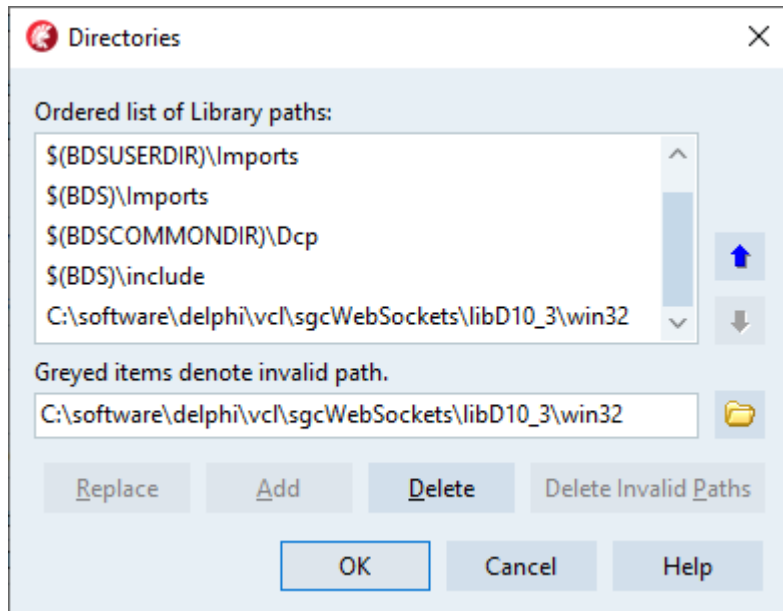 Directories
Ordered list of Library paths:
$(BDSUSERDIR)\Imports
$(BDS)\Imports
$(BDSCOMMONDIR)\Dcp
$(BDS)\include
C:\software\delphi\vcl\sgcWebSockets\libD10_3\win32
Greyed items denote invalid path.
C:\software\delphi\vcl\sgcWebSockets\libD10_3\win32
Replace Add Delete Delete Invalid Paths
OK Cancel Help